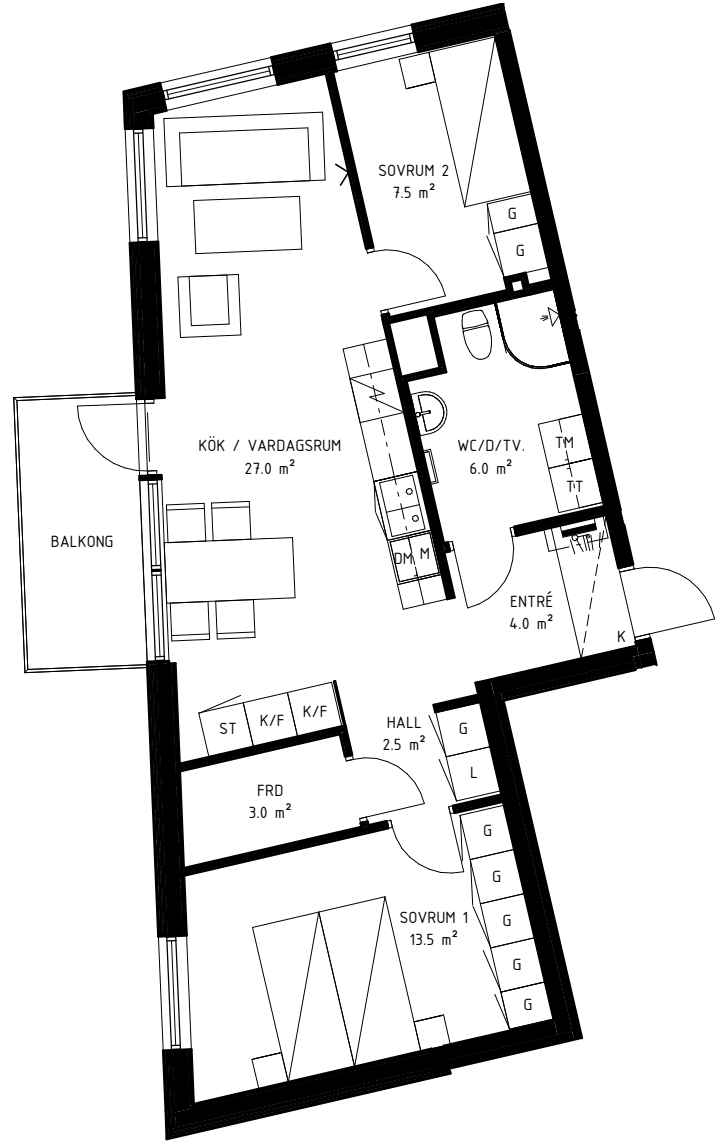 SOVRUM 2
7.5 m²
G
G
KÖK / VARDAGSRUM
27.0 m²
WC/D/TV.
6.0 m²
TM
TT
BALKONG
DM M
ENTRÉ
4.0 m²
K
ST K/F K/F
HALL
2.5 m²
G
L
FRD
3.0 m²
G
G
SOVRUM 1
13.5 m²
G
G
G